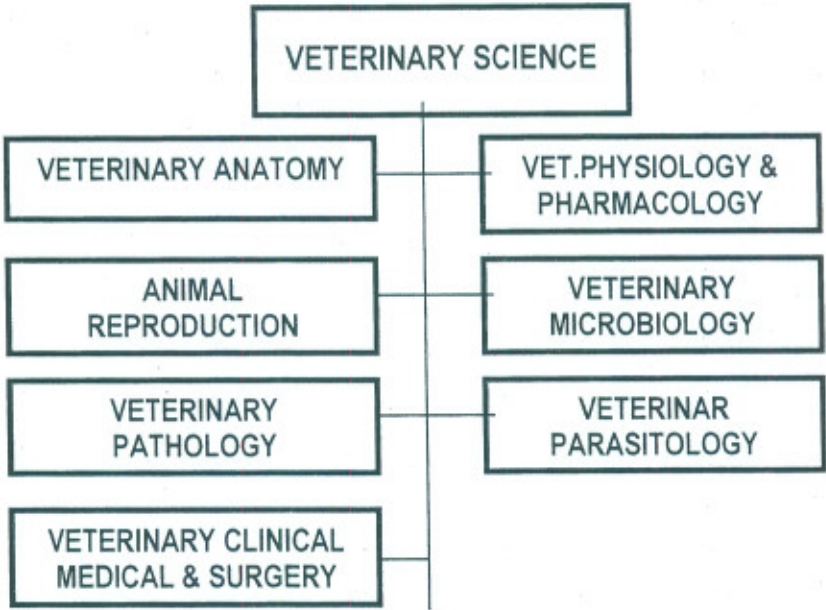 VETERINARY SCIENCE
VETERINARY ANATOMY
VET.PHYSIOLOGY &
PHARMACOLOGY
ANIMAL
REPRODUCTION
VETERINARY
MICROBIOLOGY
VETERINARY
PATHOLOGY
VETERINAR
PARASITOLOGY
VETERINARY CLINICAL
MEDICAL & SURGERY